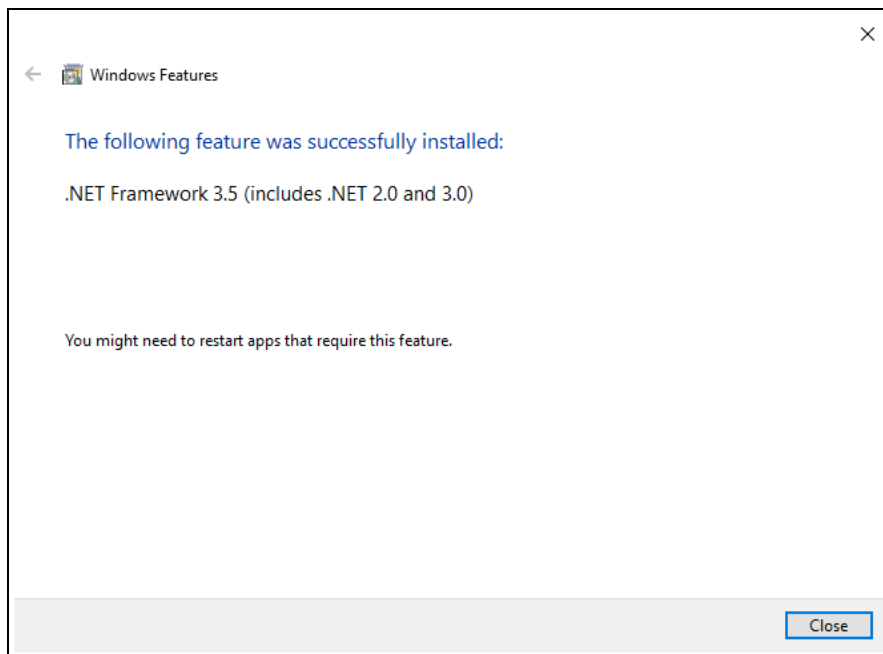 Windows Features
The following feature was successfully installed:
.NET Framework 3.5 (includes .NET 2.0 and 3.0)
You might need to restart apps that require this feature.
Close